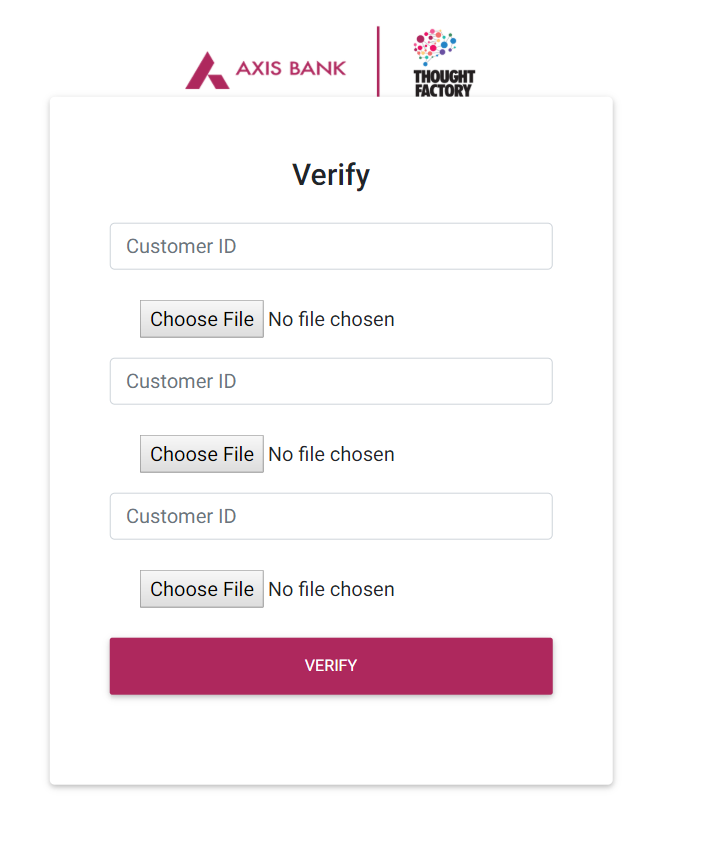 AXIS BANK
THOUGHT
FACTORY
Verify
Customer ID
Choose File No file chosen
Customer ID
Choose File No file chosen
Customer ID
Choose File No file chosen
VERIFY